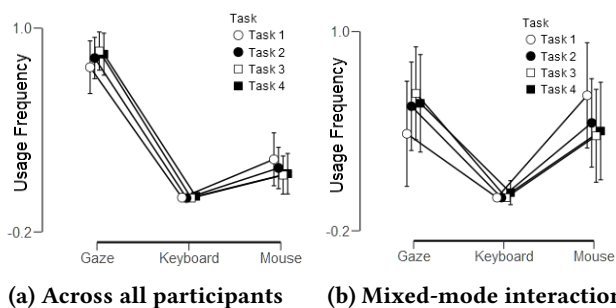 1.0
Usage Frequency
-0.2
Task
Task 1
Task 2
Task 3
Task 4
Gaze Keyboard Mouse
(a) Across all participants
1.0
Usage Frequency
-0.2
Task
Task 1
Task 2
Task 3
Task 4
Gaze Keyboard Mouse
(b) Mixed-mode interaction